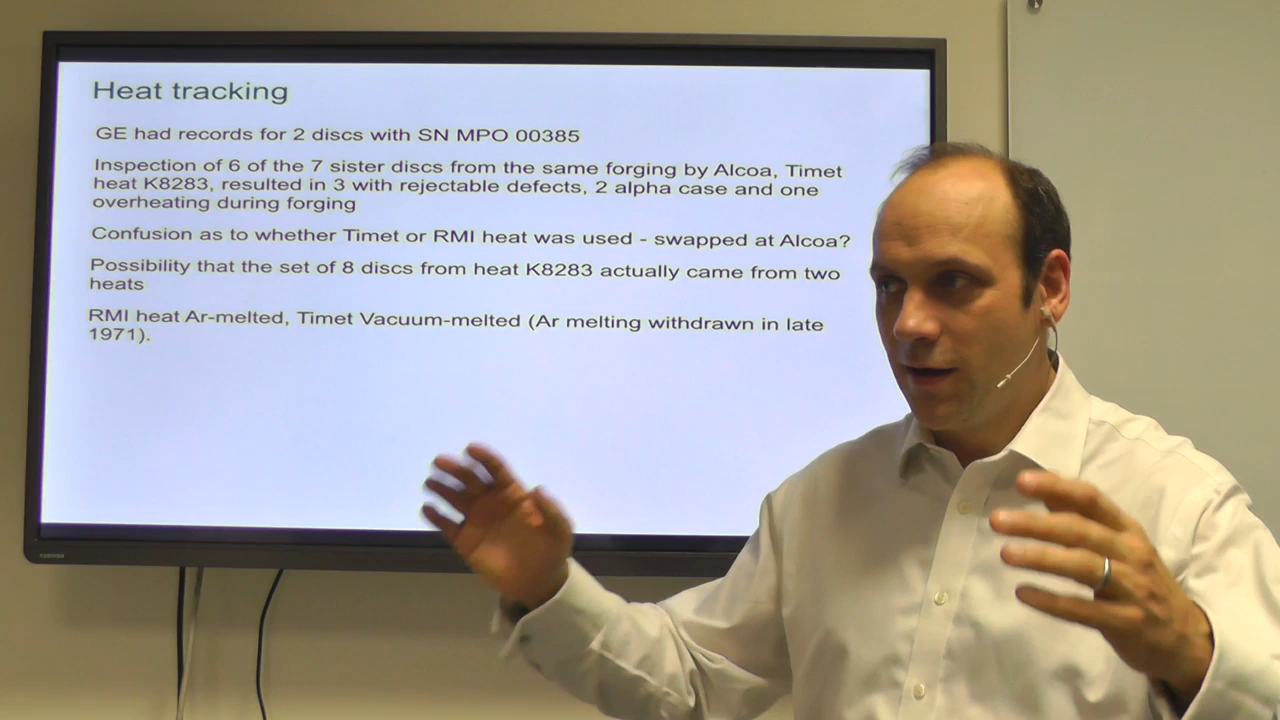 Heat tracking
GE had records for 2 discs with SN MPO 00385
Inspection of 6 of the 7 sister discs from the same forging by Alcoa, Timet
heat K8283, resulted in 3 with rejectable defects, 2 alpha case and one
overheating during forging
Confusion as to whether Timet or RMI heat was used - swapped at Alcoa?
Possibility that the set of 8 discs from heat K8283 actually came from two
heats
RMI heat Ar-melted, Timet Vacuum-melted (Ar melting withdrawn in late
1971).
TOSHIBA